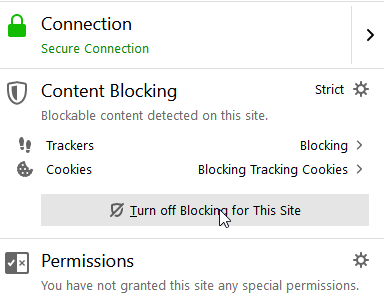 Connection
Secure Connection
Content Blocking Strict
Blockable content detected on this site.
Trackers Blocking
Cookies Blocking Tracking Cookies
Turn off Blocking for This Site
Permissions
You have not granted this site any special permissions.